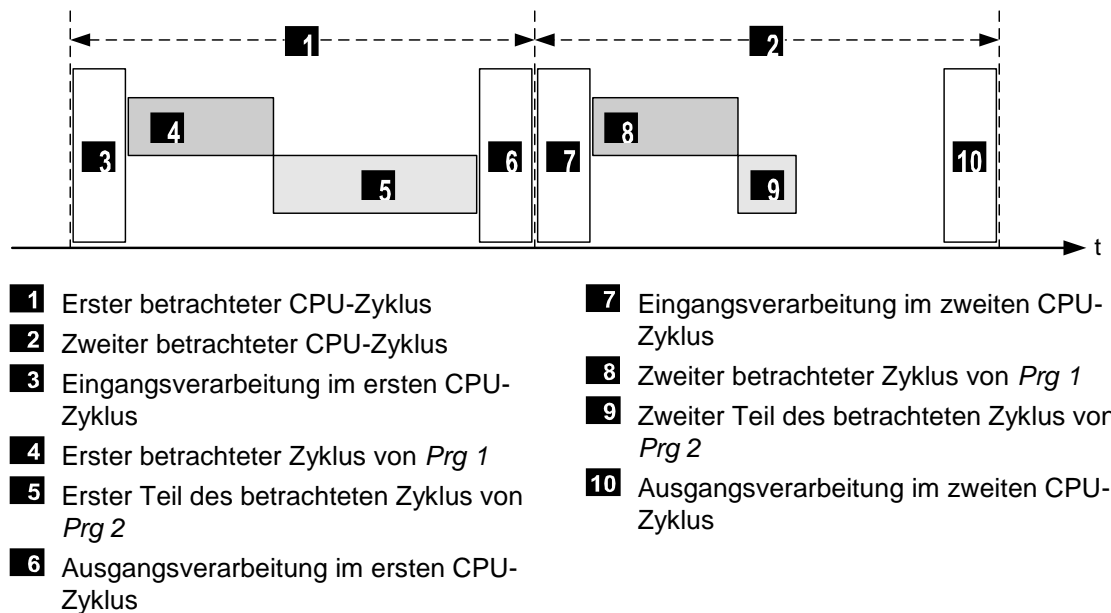 1 2
4 8
3 6 7 10
5 9
t
1 Erster betrachteter CPU-Zyklus
2 Zweiter betrachteter CPU-Zyklus
3 Eingangsverarbeitung im ersten CPU-
Zyklus
4 Erster betrachteter Zyklus von Prg 1
5 Erster Teil des betrachteten Zyklus von
Prg 2
6 Ausgangsverarbeitung im ersten CPU-
Zyklus
7 Eingangsverarbeitung im zweiten CPU-
Zyklus
8 Zweiter betrachteter Zyklus von Prg 1
9 Zweiter Teil des betrachteten Zyklus von
Prg 2
10 Ausgangsverarbeitung im zweiten CPU-
Zyklus